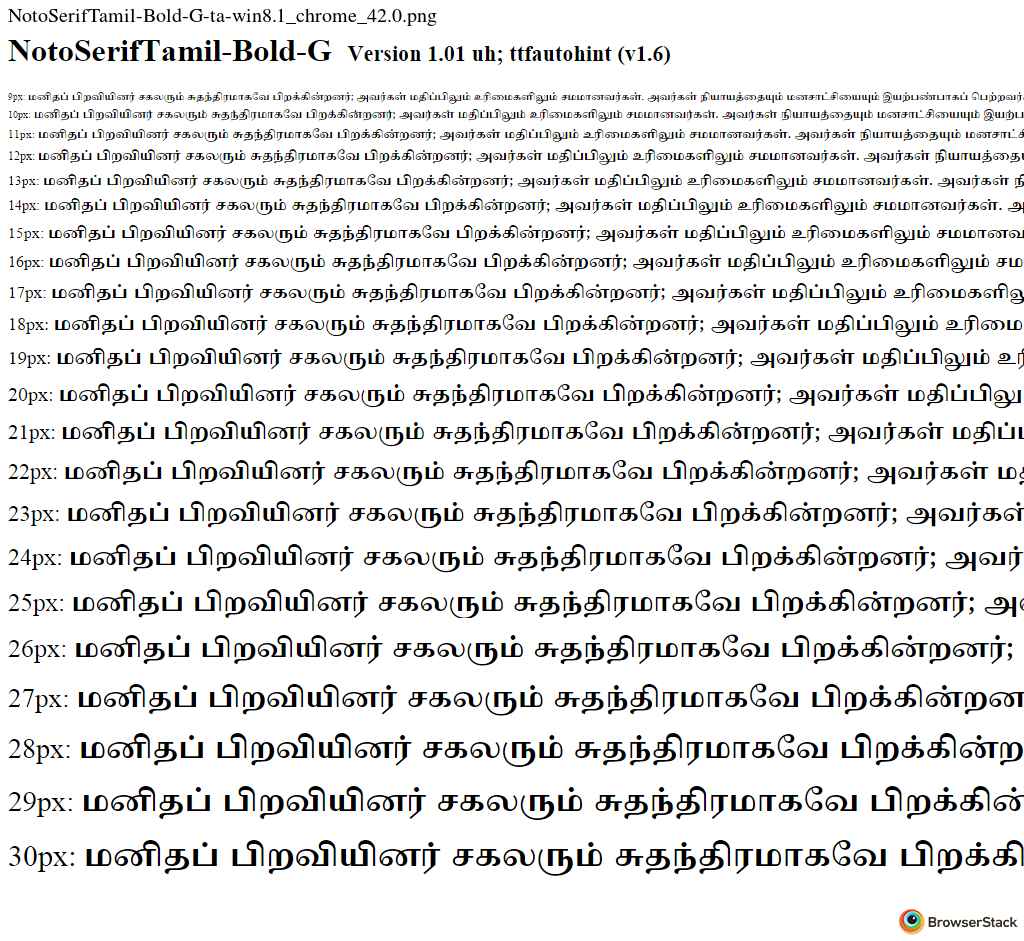 NotoSerifTamil-Bold-G-ta-win8.1_chrome_42.0.png
NotoSerifTamil-Bold-G Version 1.01 uh; ttfautohint (v1.6)
9px: மனிதப் பிறவியினர் சகலரும் சுதந்திரமாகவே பிறக்கின்றனர்; அவர்கள் மதிப்பிலும் உரிமைகளிலும் சமமானவர்கள். அவர்கள் நியாயத்தையும் மனசாட்சியையும் இயற்பண்பாகப் பெற்றவர்
10px: மனிதப் பிறவியினர் சகலரும் சுதந்திரமாகவே பிறக்கின்றனர்; அவர்கள் மதிப்பிலும் உரிமைகளிலும் சமமானவர்கள். அவர்கள் நியாயத்தையும் மனசாட்சியையும் இயற்ப
11px: மனிதப் பிறவியினர் சகலரும் சுதந்திரமாகவே பிறக்கின்றனர்; அவர்கள் மதிப்பிலும் உரிமைகளிலும் சமமானவர்கள். அவர்கள் நியாயத்தையும் மனசாட்சி
12px: மனிதப் பிறவியினர் சகலரும் சுதந்திரமாகவே பிறக்கின்றனர்; அவர்கள் மதிப்பிலும் உரிமைகளிலும் சமமானவர்கள். அவர்கள் நியாயத்தைய
13px: மனிதப் பிறவியினர் சகலரும் சுதந்திரமாகவே பிறக்கின்றனர்; அவர்கள் மதிப்பிலும் உரிமைகளிலும் சமமானவர்கள். அவர்கள் நி
14px: மனிதப் பிறவியினர் சகலரும் சுதந்திரமாகவே பிறக்கின்றனர்; அவர்கள் மதிப்பிலும் உரிமைகளிலும் சமமானவர்கள். அ
15px: மனிதப் பிறவியினர் சகலரும் சுதந்திரமாகவே பிறக்கின்றனர்; அவர்கள் மதிப்பிலும் உரிமைகளிலும் சமமானவ
16px: மனிதப் பிறவியினர் சகலரும் சுதந்திரமாகவே பிறக்கின்றனர்; அவர்கள் மதிப்பிலும் உரிமைகளிலும் சம
17px: மனிதப் பிறவியினர் சகலரும் சுதந்திரமாகவே பிறக்கின்றனர்; அவர்கள் மதிப்பிலும் உரிமைகளிலு
18px: மனிதப் பிறவியினர் சகலரும் சுதந்திரமாகவே பிறக்கின்றனர்; அவர்கள் மதிப்பிலும் உரிமை
19px: மனிதப் பிறவியினர் சகலரும் சுதந்திரமாகவே பிறக்கின்றனர்; அவர்கள் மதிப்பிலும் உரி
20px: மனிதப் பிறவியினர் சகலரும் சுதந்திரமாகவே பிறக்கின்றனர்; அவர்கள் மதிப்பிலு
21px: மனிதப் பிறவியினர் சகலரும் சுதந்திரமாகவே பிறக்கின்றனர்; அவர்கள் மதிப்ப
22px: மனிதப் பிறவியினர் சகலரும் சுதந்திரமாகவே பிறக்கின்றனர்; அவர்கள் மதி
23px: மனிதப் பிறவியினர் சகலரும் சுதந்திரமாகவே பிறக்கின்றனர்; அவர்கள்
24px: மனிதப் பிறவியினர் சகலரும் சுதந்திரமாகவே பிறக்கின்றனர்; அவர்
25px: மனிதப் பிறவியினர் சகலரும் சுதந்திரமாகவே பிறக்கின்றனர்; அவ
26px: மனிதப் பிறவியினர் சகலரும் சுதந்திரமாகவே பிறக்கின்றனர்;
27px: மனிதப் பிறவியினர் சகலரும் சுதந்திரமாகவே பிறக்கின்றன
28px: மனிதப் பிறவியினர் சகலரும் சுதந்திரமாகவே பிறக்கின்ற
29px: மனிதப் பிறவியினர் சகலரும் சுதந்திரமாகவே பிறக்கின்
30px: மனிதப் பிறவியினர் சகலரும் சுதந்திரமாகவே பிறக்கி
BrowserStack